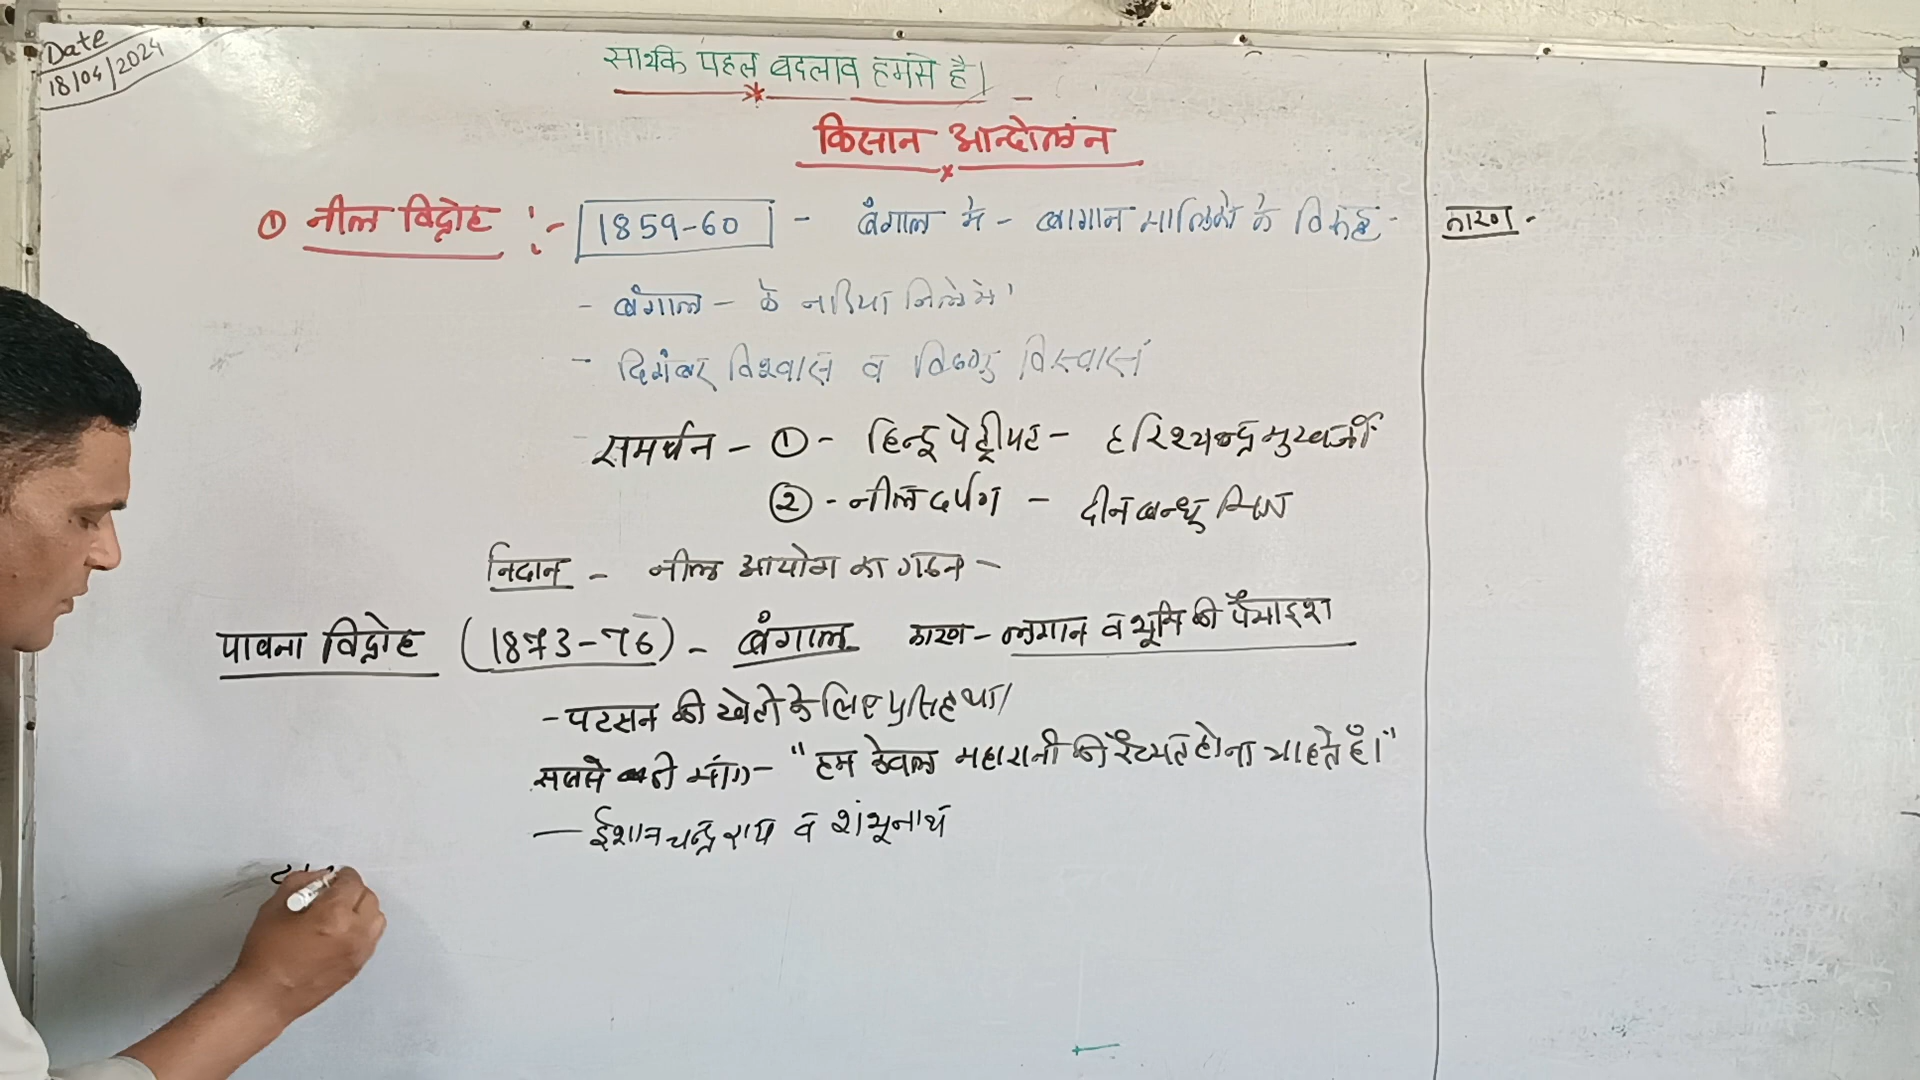 Date
18/04/2024
सार्थक पहल बदलाव हमसे है।
किसान आन्दोलन
① नील विद्रोह :- 1859-60 - बंगाल में - बागान मालिकों के विरूद्ध - कारण -
- बंगाल - के नादिया जिले में
- दिगंबर विश्वास व विष्णु विस्वास
समर्थन - ① - हिन्दू पेट्रीयट - हरिश्चन्द्र मुखर्जी
② - नील दर्पण - दीनबन्धु मित्र
निदान - नील आयोग का गठन -
पावना विद्रोह (1873-76) - बंगाल कारण - लगान व भूमि की पैमाइश
- पटसन की खेती के लिए प्रसिद्ध था/
सबसे बडी मांग - "हम केवल महारानी की रैय्यत होना चाहते हैं।"
- ईशान चन्द्र राय व शंभूनाथ